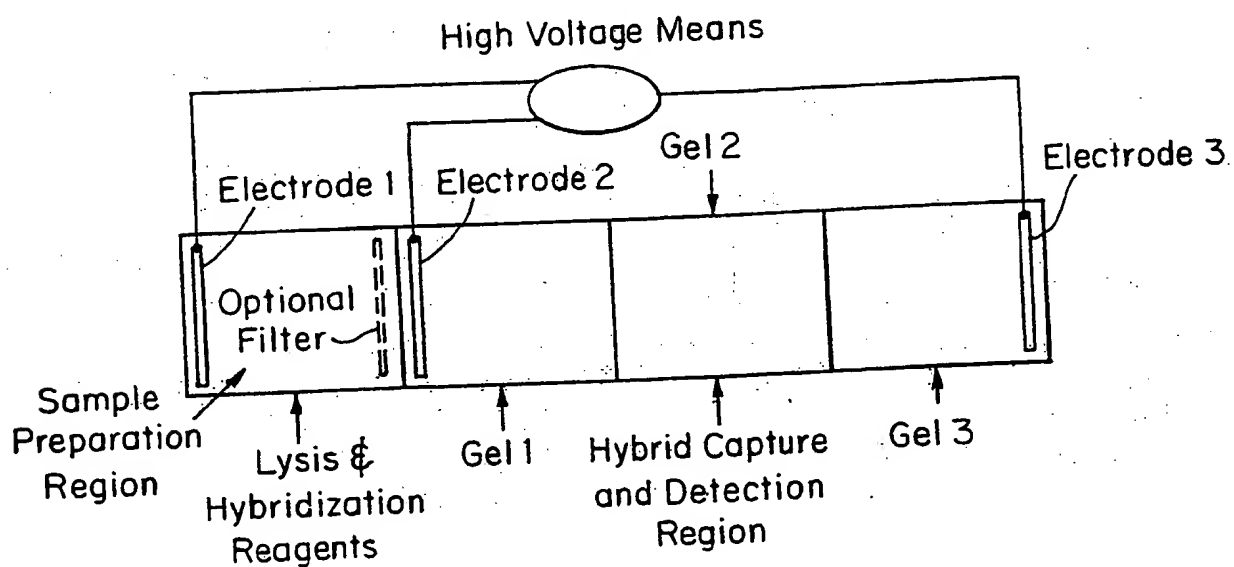 High Voltage Means
Gel 2
Electrode 1
Electrode 2
Electrode 3
Optional
Filter
Sample
Preparation
Region
Lysis &
Hybridization
Reagents
Gel 1
Hybrid Capture
and Detection
Region
Gel 3